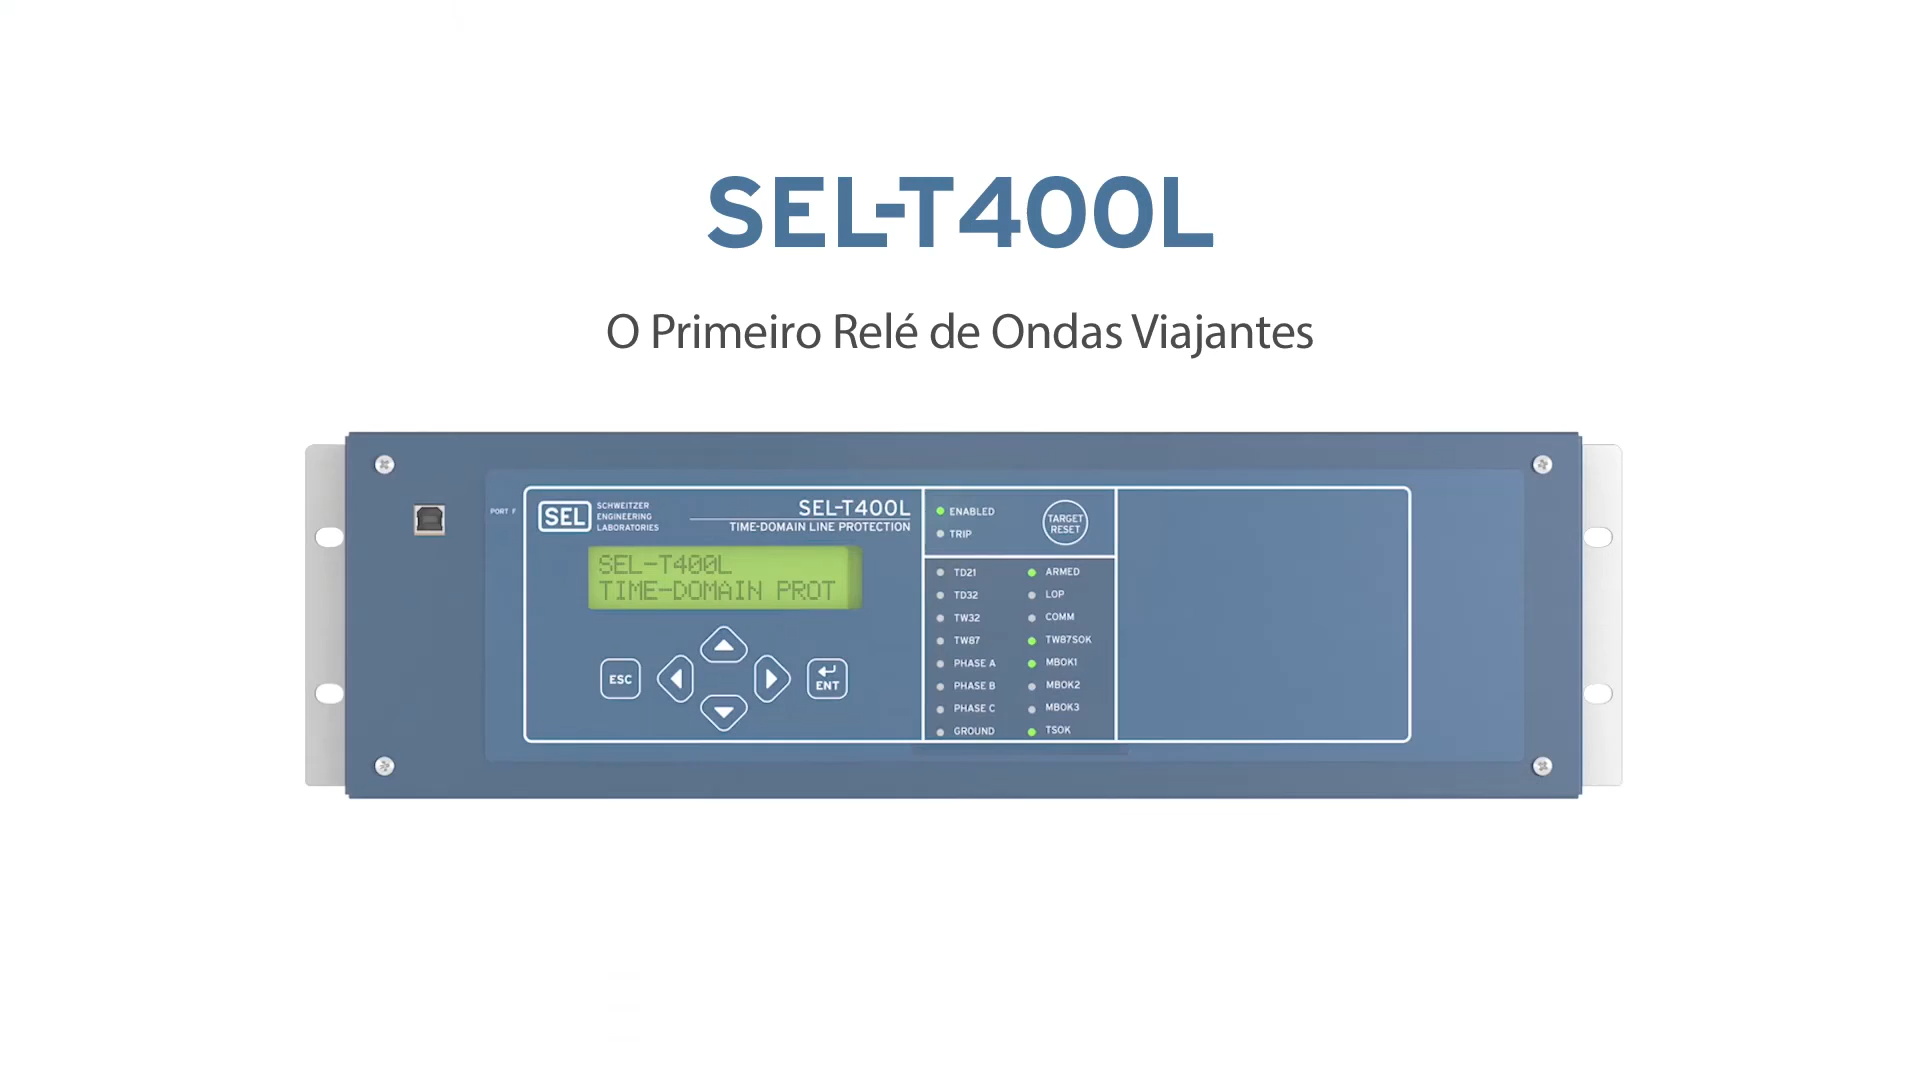 SEL-T400L
O Primeiro Relé de Ondas Viajantes
PORT F
SEL
SCHWEITZER
ENGINEERING
LABORATORIES
SEL-T400L
TIME-DOMAIN LINE PROTECTION
SEL-T400L
TIME-DOMAIN PROT
ESC
ENT
ENABLED
TRIP
TARGET
RESET
TD21
TD32
TW32
TW87
PHASE A
PHASE B
PHASE C
GROUND
ARMED
LOP
COMM
TW87SOK
MBOK1
MBOK2
MBOK3
TSOK